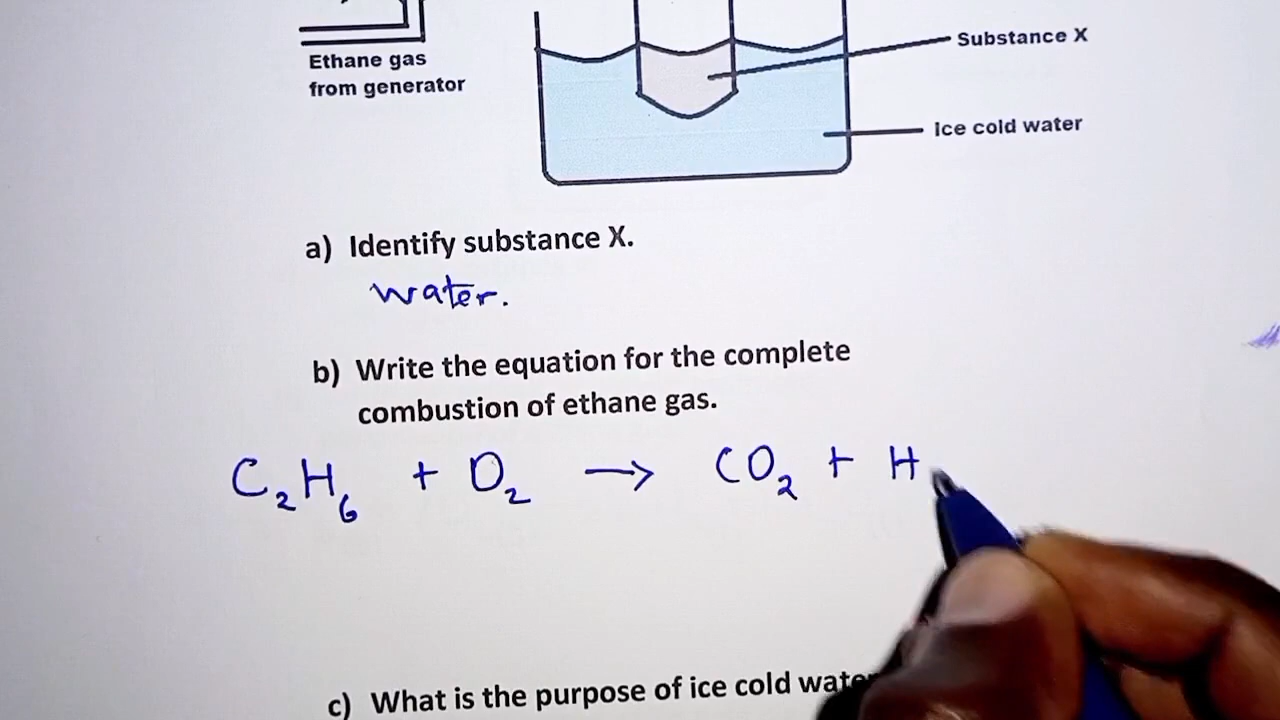 Ethane gas
from generator
Substance X
Ice cold water
a) Identify substance X.
water.
b) Write the equation for the complete
combustion of ethane gas.
C₂H₆ + O₂ → CO₂ + H
c) What is the purpose of ice cold water